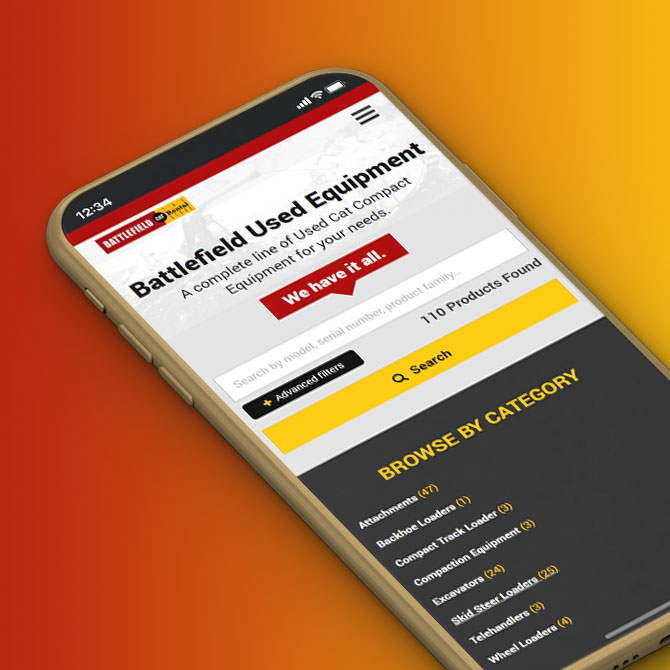 12:34
BATTLEFIELD CAT Rental
Battlefield Used Equipment
A complete line of Used Cat Compact
Equipment for your needs.
We have it all.
Search by model, serial number, product family...
110 Products Found
+ Advanced filters
Search
BROWSE BY CATEGORY
Attachments (47)
Backhoe Loaders (1)
Compact Track Loader (3)
Compaction Equipment (3)
Excavators (24)
Skid Steer Loaders (25)
Telehandlers (3)
Wheel Loaders (4)